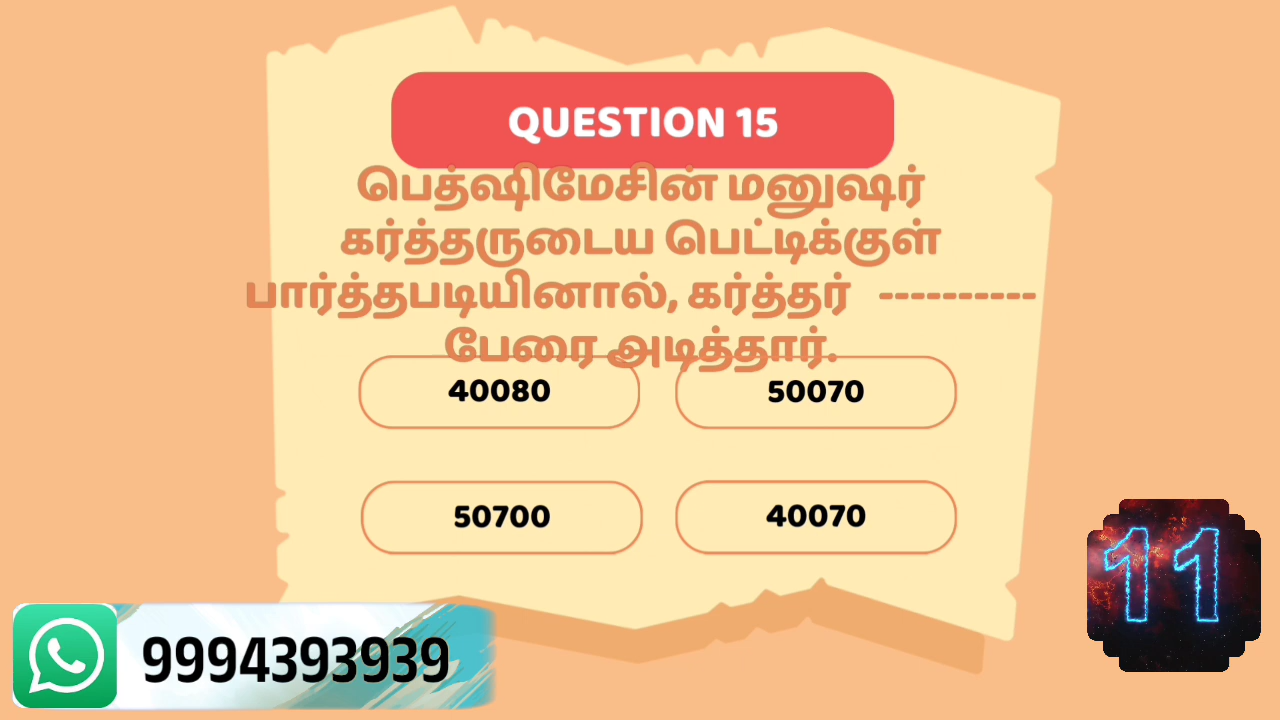 QUESTION 15
பெத்ஷிமேசின் மனுஷர்
கர்த்தருடைய பெட்டிக்குள்
பார்த்தபடியினால், கர்த்தர் ----------
பேரை அடித்தார்.
40080
50070
50700
40070
11
9994393939